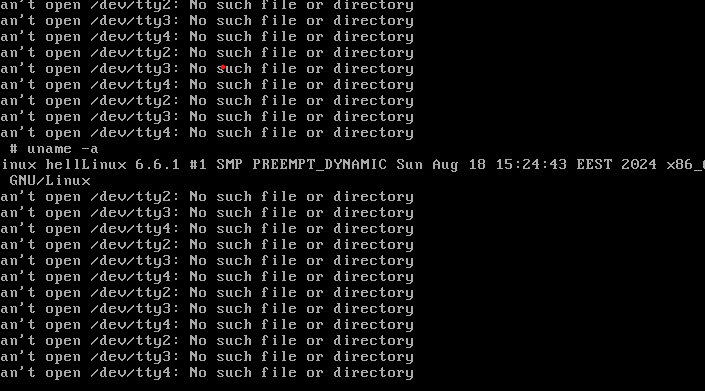 an't open /dev/tty2: No such file or directory
an't open /dev/tty3: No such file or directory
an't open /dev/tty4: No such file or directory
an't open /dev/tty2: No such file or directory
an't open /dev/tty3: No such file or directory
an't open /dev/tty4: No such file or directory
an't open /dev/tty2: No such file or directory
an't open /dev/tty3: No such file or directory
an't open /dev/tty4: No such file or directory
# uname -a
inux hellLinux 6.6.1 #1 SMP PREEMPT_DYNAMIC Sun Aug 18 15:24:43 EEST 2024 x86_
GNU/Linux
an't open /dev/tty2: No such file or directory
an't open /dev/tty3: No such file or directory
an't open /dev/tty4: No such file or directory
an't open /dev/tty2: No such file or directory
an't open /dev/tty3: No such file or directory
an't open /dev/tty4: No such file or directory
an't open /dev/tty2: No such file or directory
an't open /dev/tty3: No such file or directory
an't open /dev/tty4: No such file or directory
an't open /dev/tty2: No such file or directory
an't open /dev/tty3: No such file or directory
an't open /dev/tty4: No such file or directory